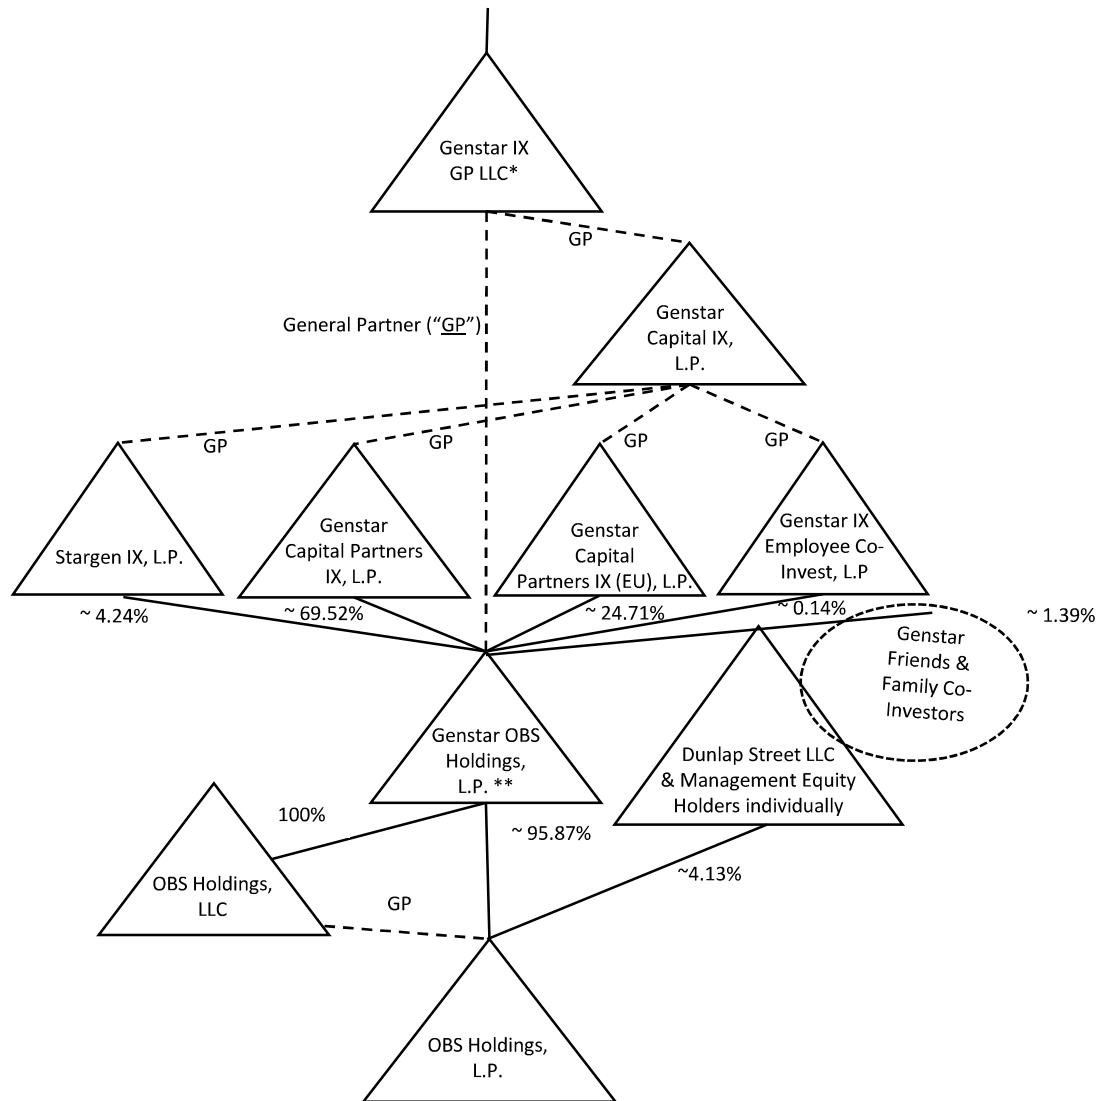 Genstar IX
GP LLC*
GP
General Partner (“GP”)
Genstar
Capital IX,
L.P.
GP
GP
GP
GP
Stargen IX, L.P.
Genstar
Capital Partners
IX, L.P.
Genstar
Capital
Partners IX (EU), L.P.
Genstar IX
Employee Co-
Invest, L.P
~ 4.24%
~ 69.52%
~ 24.71%
~ 0.14%
~ 1.39%
Genstar
Friends &
Family Co-
Investors
Genstar OBS
Holdings,
L.P. **
Dunlap Street LLC
& Management Equity
Holders individually
100%
~ 95.87%
~4.13%
OBS Holdings,
LLC
GP
OBS Holdings,
L.P.